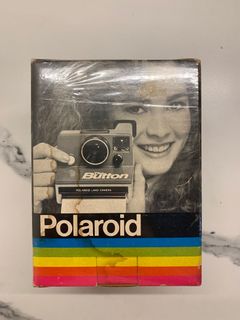 The
Button
POLAROID LAND CAMERA
Polaroid